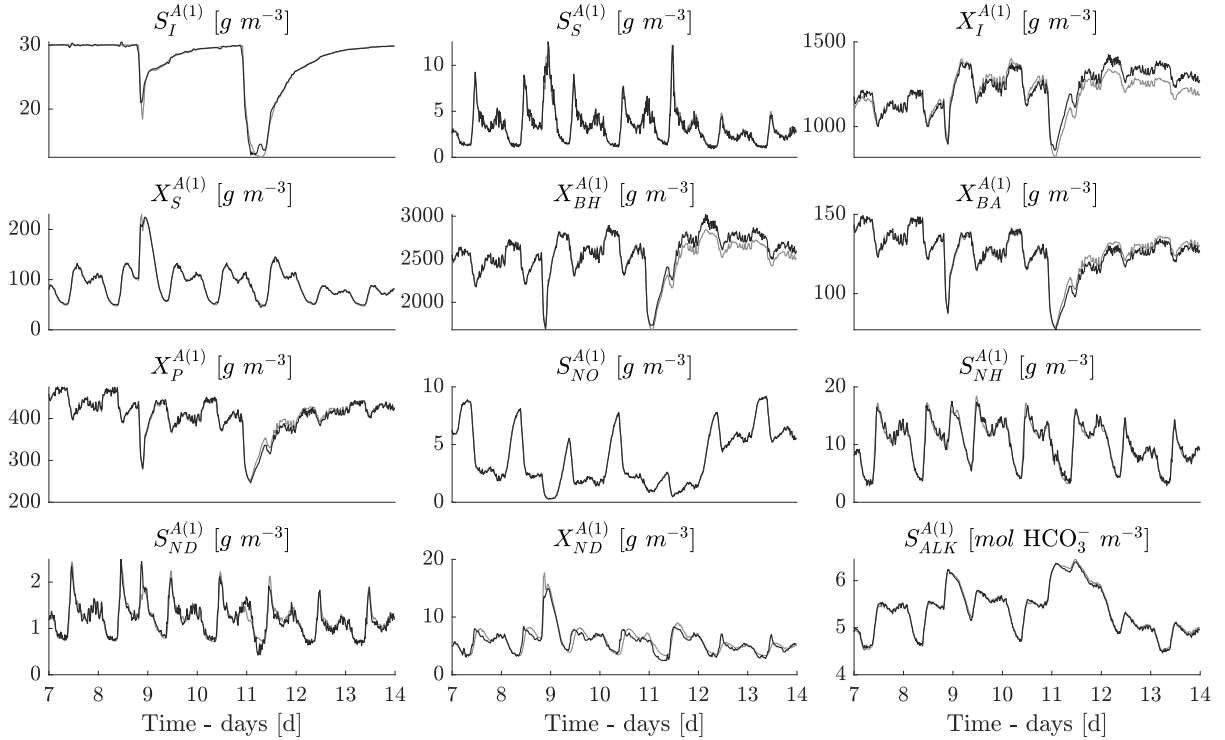 S_I^{A(1)} [g m^{-3}]
30
20
S_S^{A(1)} [g m^{-3}]
10
5
0
X_I^{A(1)} [g m^{-3}]
1500
1000
X_S^{A(1)} [g m^{-3}]
200
100
0
X_{BH}^{A(1)} [g m^{-3}]
3000
2500
2000
X_{BA}^{A(1)} [g m^{-3}]
150
100
X_P^{A(1)} [g m^{-3}]
400
300
200
S_{NO}^{A(1)} [g m^{-3}]
10
5
0
S_{NH}^{A(1)} [g m^{-3}]
20
10
0
S_{ND}^{A(1)} [g m^{-3}]
2
1
0
7 8 9 10 11 12 13 14
Time - days [d]
X_{ND}^{A(1)} [g m^{-3}]
20
10
0
7 8 9 10 11 12 13 14
Time - days [d]
S_{ALK}^{A(1)} [mol HCO_3^- m^{-3}]
6
5
4
7 8 9 10 11 12 13 14
Time - days [d]